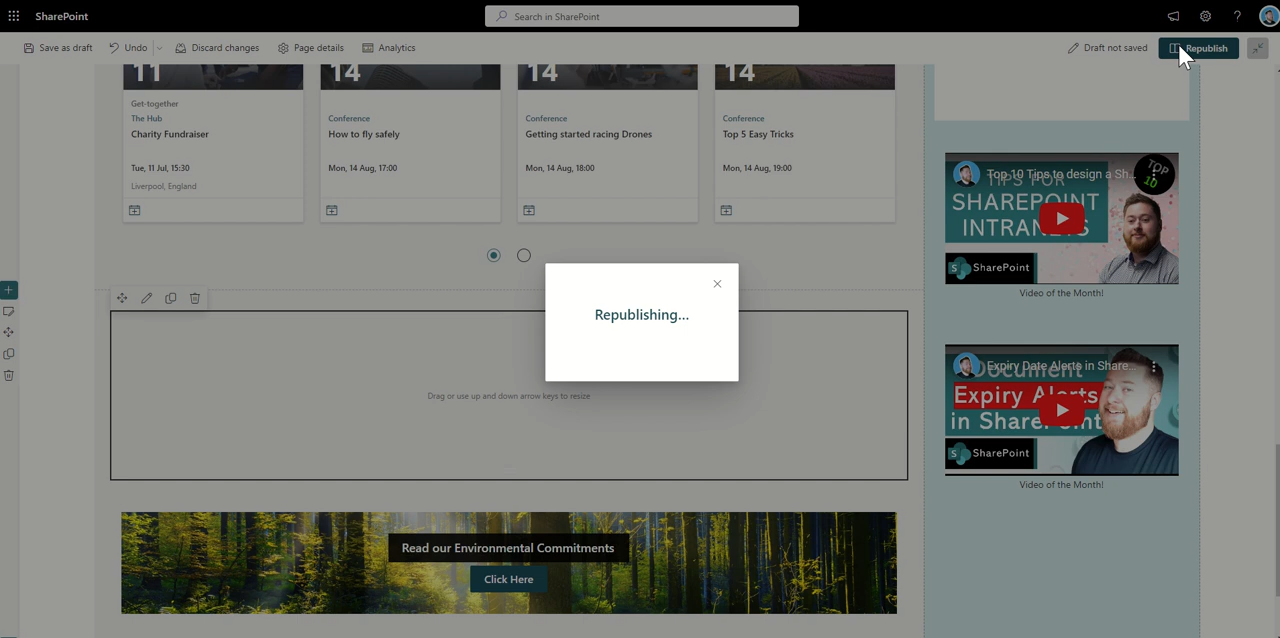 SharePoint
Search in SharePoint
Save as draft
Undo
Discard changes
Page details
Analytics
Draft not saved
Republish
11
14
14
14
Get-together
The Hub
Charity Fundraiser
Tue, 11 Jul, 15:30
Liverpool, England
Conference
How to fly safely
Mon, 14 Aug, 17:00
Conference
Getting started racing Drones
Mon, 14 Aug, 18:00
Conference
Top 5 Easy Tricks
Mon, 14 Aug, 19:00
Republishing...
Drag or use up and down arrow keys to resize
Read our Environmental Commitments
Click Here
Top 10 Tips to design a Sh...
TOP
10
TIPS FOR
SHAREPOINT
INTRANETS
S SharePoint
Video of the Month!
Expiry Date Alerts in Share...
Document
Expiry Alerts
in SharePoint
S SharePoint
Video of the Month!